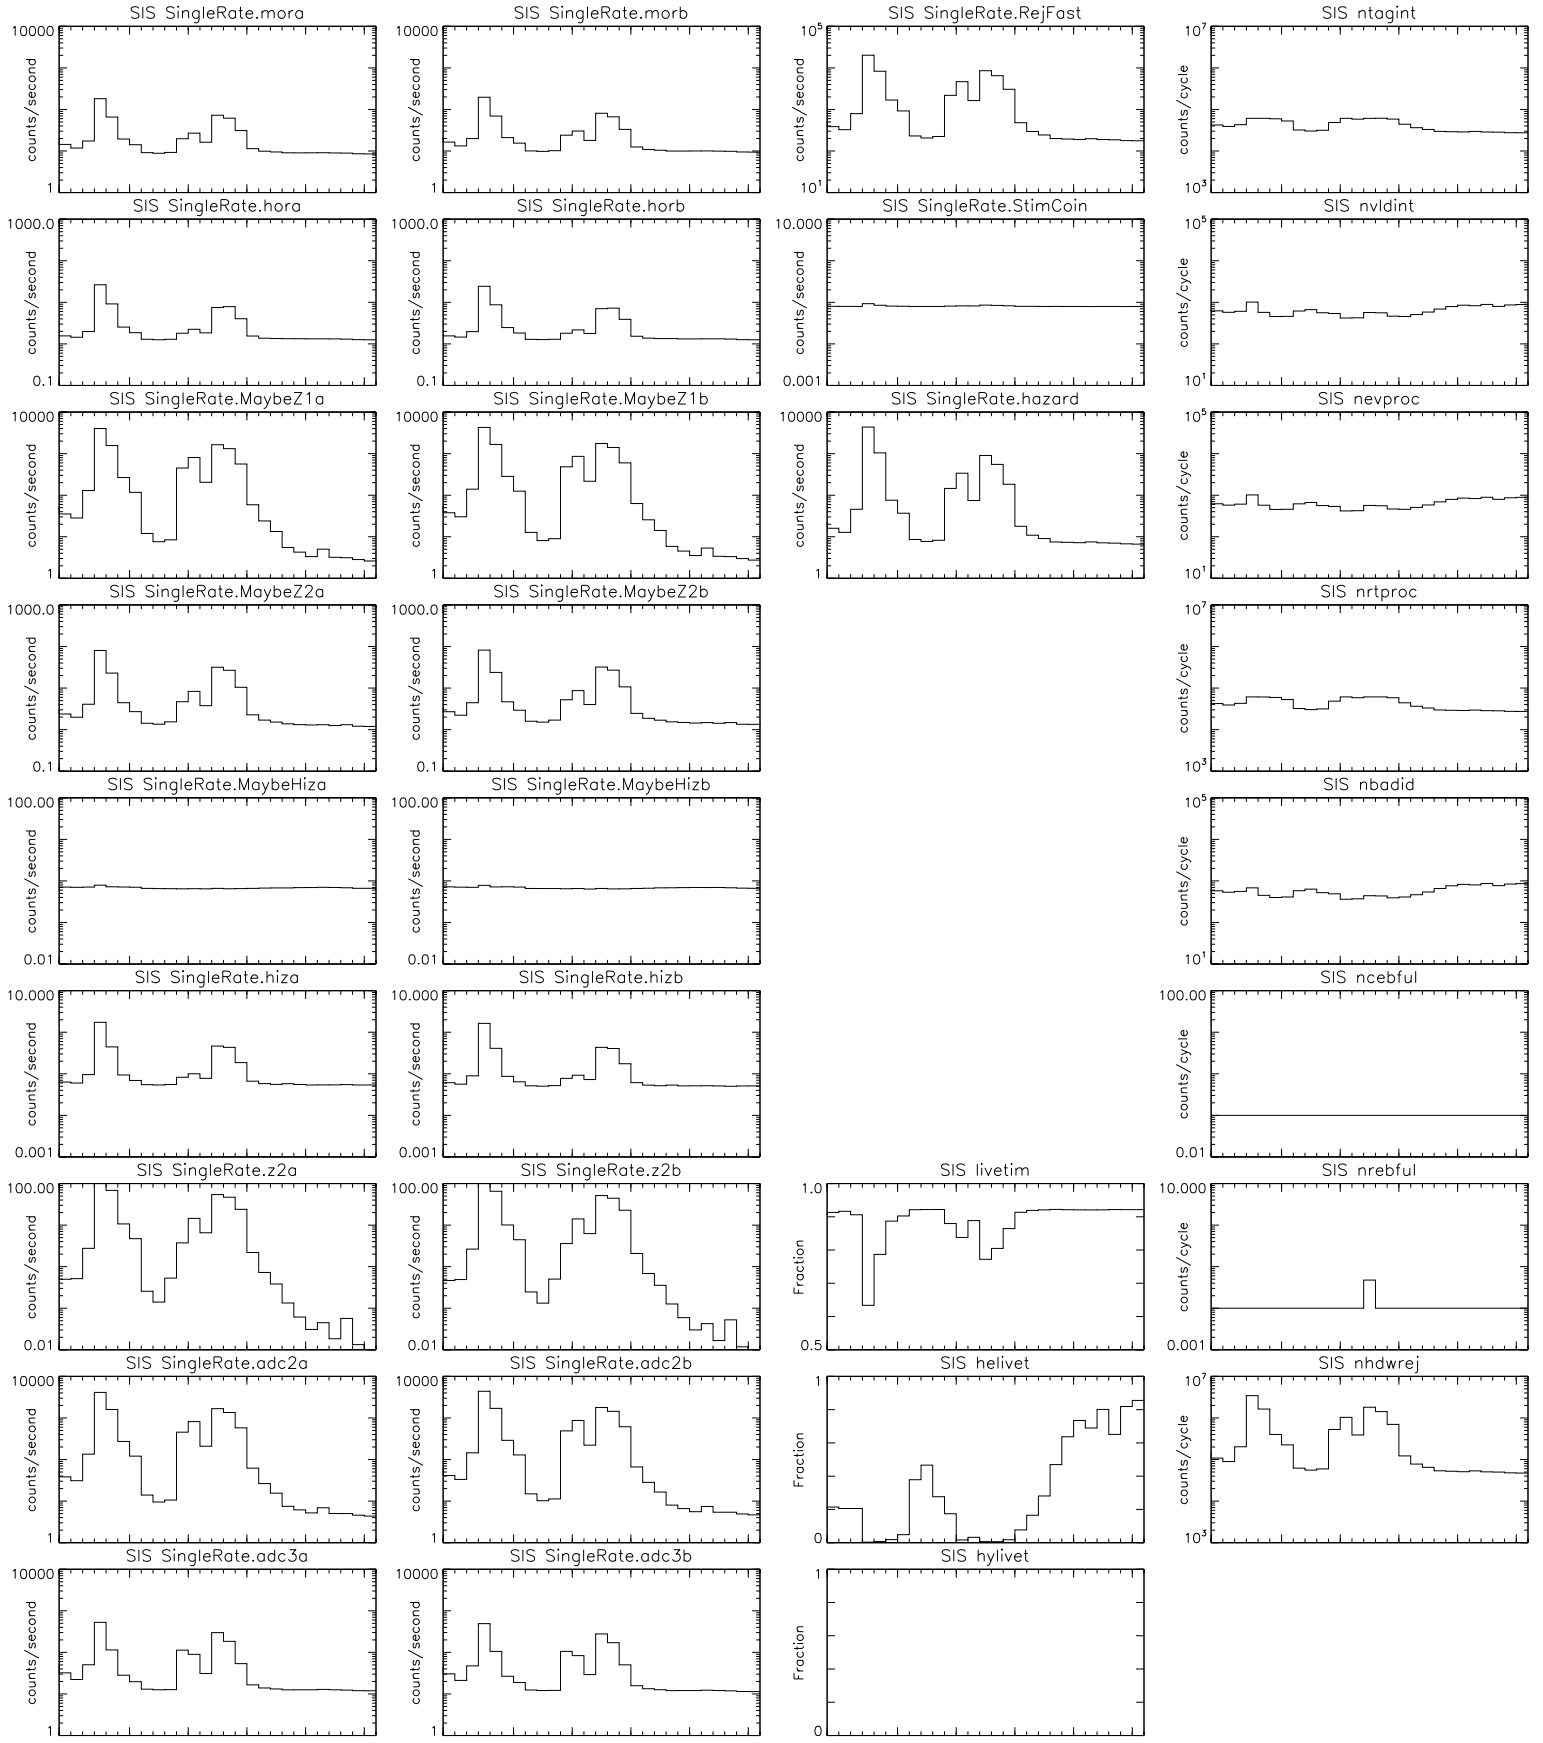 SIS SingleRate.mora
10000
counts/second
1
SIS SingleRate.morb
10000
counts/second
1
SIS SingleRate.RejFast
10^5
counts/second
10^1
SIS ntagint
10^7
counts/cycle
10^3
SIS SingleRate.hora
1000.0
counts/second
0.1
SIS SingleRate.horb
1000.0
counts/second
0.1
SIS SingleRate.StimCoin
10.000
counts/second
0.001
SIS nvldint
10^5
counts/cycle
10^1
SIS SingleRate.MaybeZ1a
10000
counts/second
1
SIS SingleRate.MaybeZ1b
10000
counts/second
1
SIS SingleRate.hazard
10000
counts/second
1
SIS nevproc
10^5
counts/cycle
10^1
SIS SingleRate.MaybeZ2a
1000.0
counts/second
0.1
SIS SingleRate.MaybeZ2b
1000.0
counts/second
0.1
SIS nrtproc
10^7
counts/cycle
10^3
SIS SingleRate.MaybeHiza
100.00
counts/second
0.01
SIS SingleRate.MaybeHizb
100.00
counts/second
0.01
SIS nbadid
10^5
counts/cycle
10^1
SIS SingleRate.hiza
10.000
counts/second
0.001
SIS SingleRate.hizb
10.000
counts/second
0.001
SIS ncebful
100.00
counts/cycle
0.01
SIS SingleRate.z2a
100.00
counts/second
0.01
SIS SingleRate.z2b
100.00
counts/second
0.01
SIS livetim
1.0
Fraction
0.5
SIS nrebful
10.000
counts/cycle
0.001
SIS SingleRate.adc2a
10000
counts/second
1
SIS SingleRate.adc2b
10000
counts/second
1
SIS helivet
1
Fraction
0
SIS nhdwrej
10^7
counts/cycle
10^3
SIS SingleRate.adc3a
10000
counts/second
1
SIS SingleRate.adc3b
10000
counts/second
1
SIS hylivet
1
Fraction
0